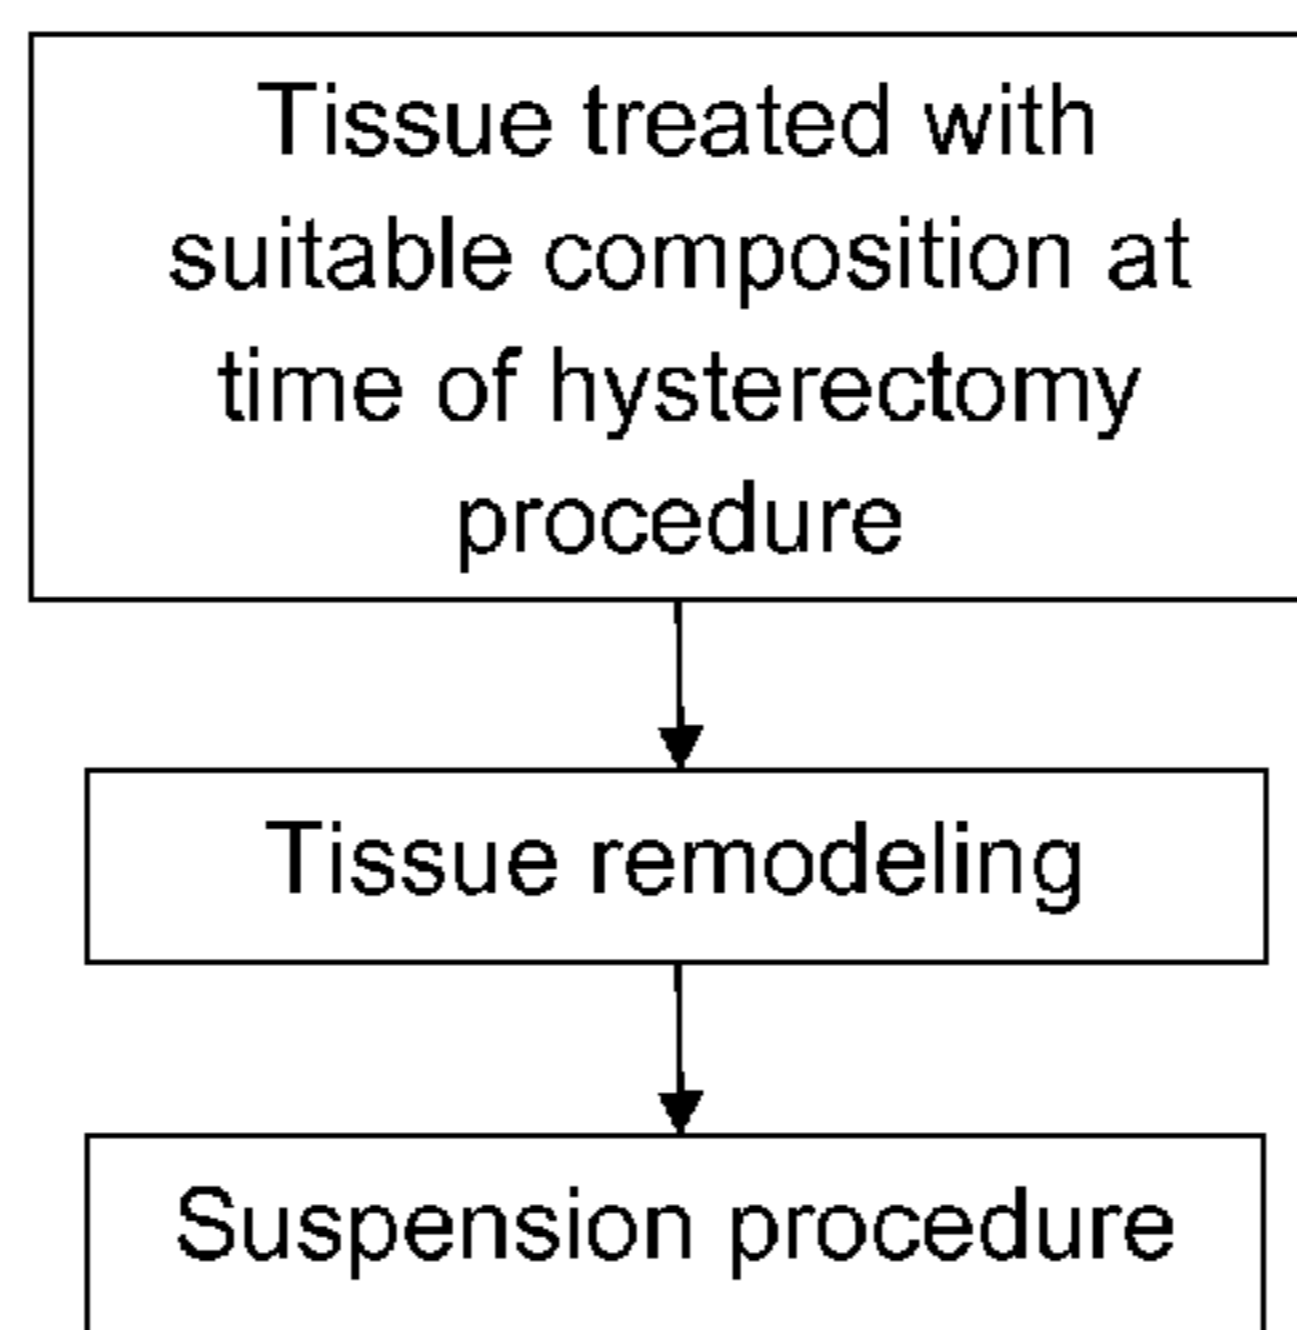 Tissue treated with
suitable composition at
time of hysterectomy
procedure
Tissue remodeling
Suspension procedure